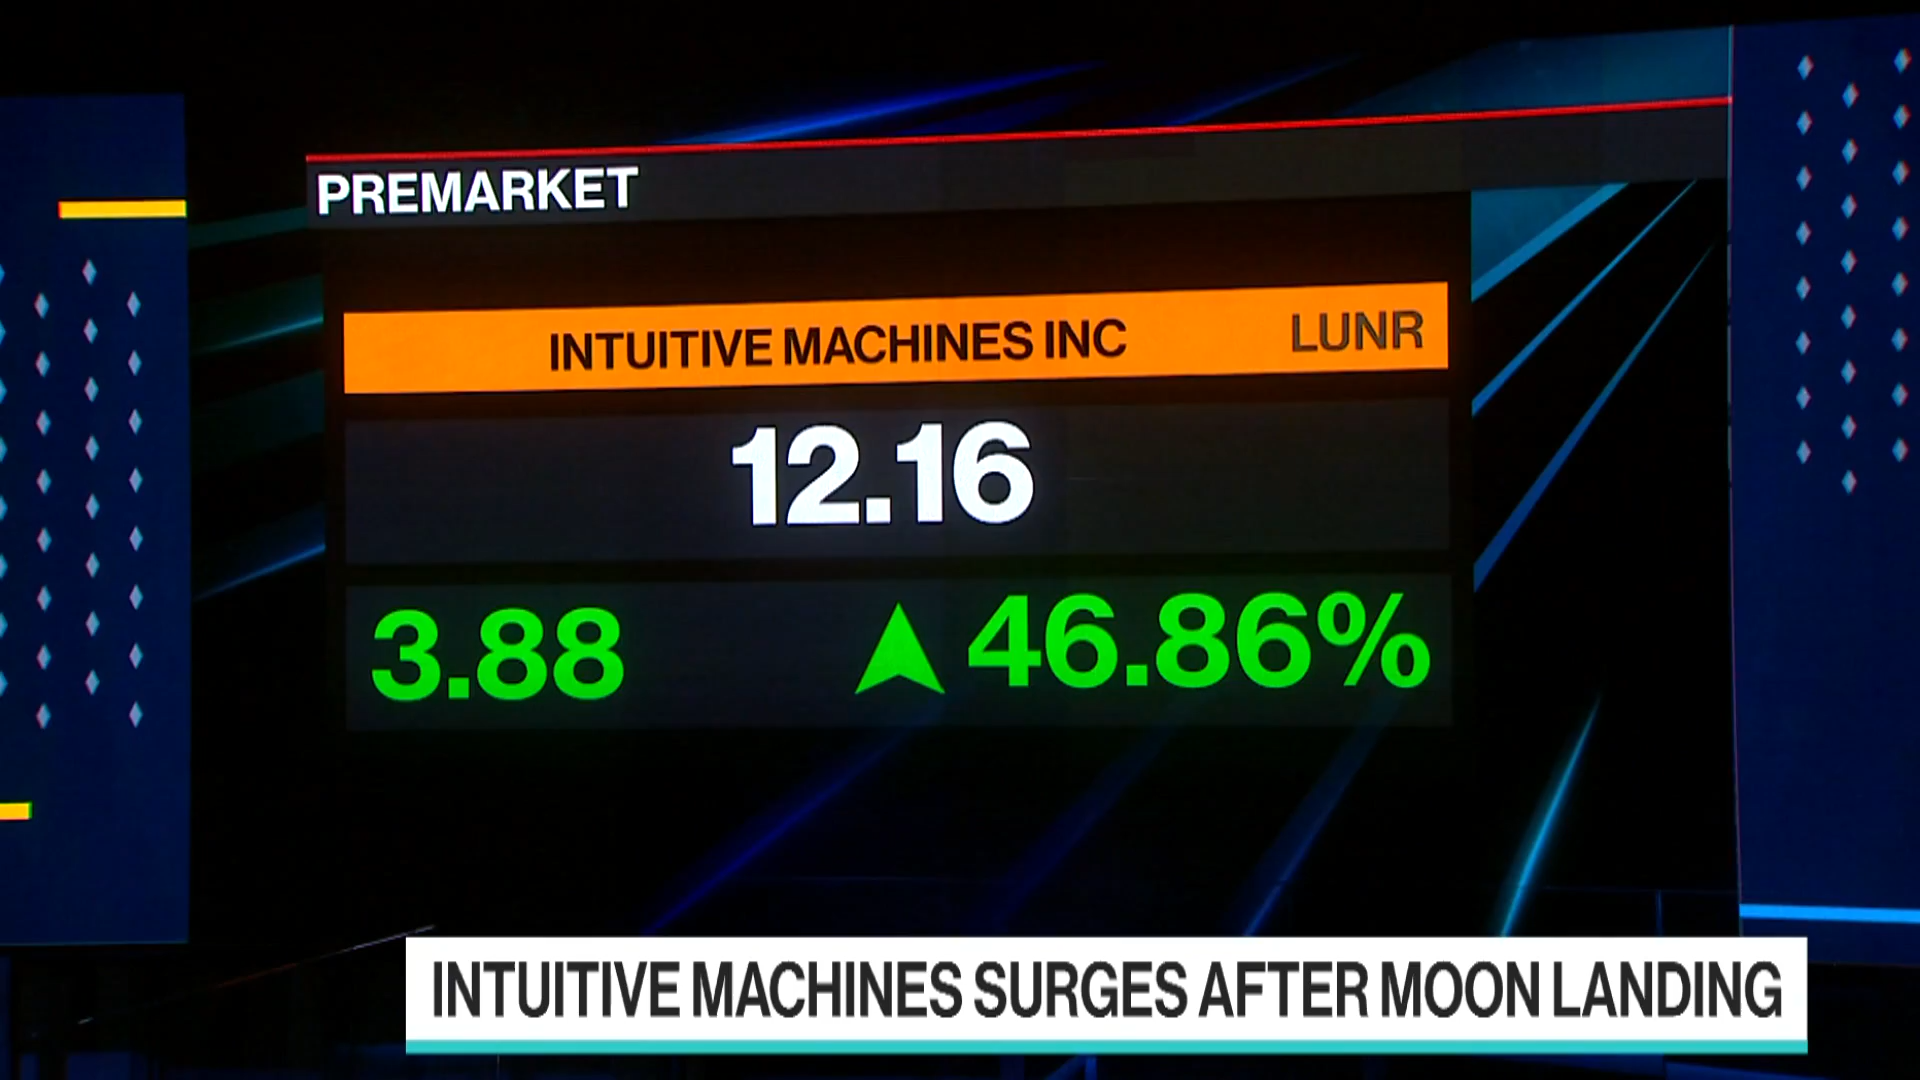 PREMARKET
INTUITIVE MACHINES INC LUNR
12.16
3.88 ▲ 46.86%
INTUITIVE MACHINES SURGES AFTER MOON LANDING